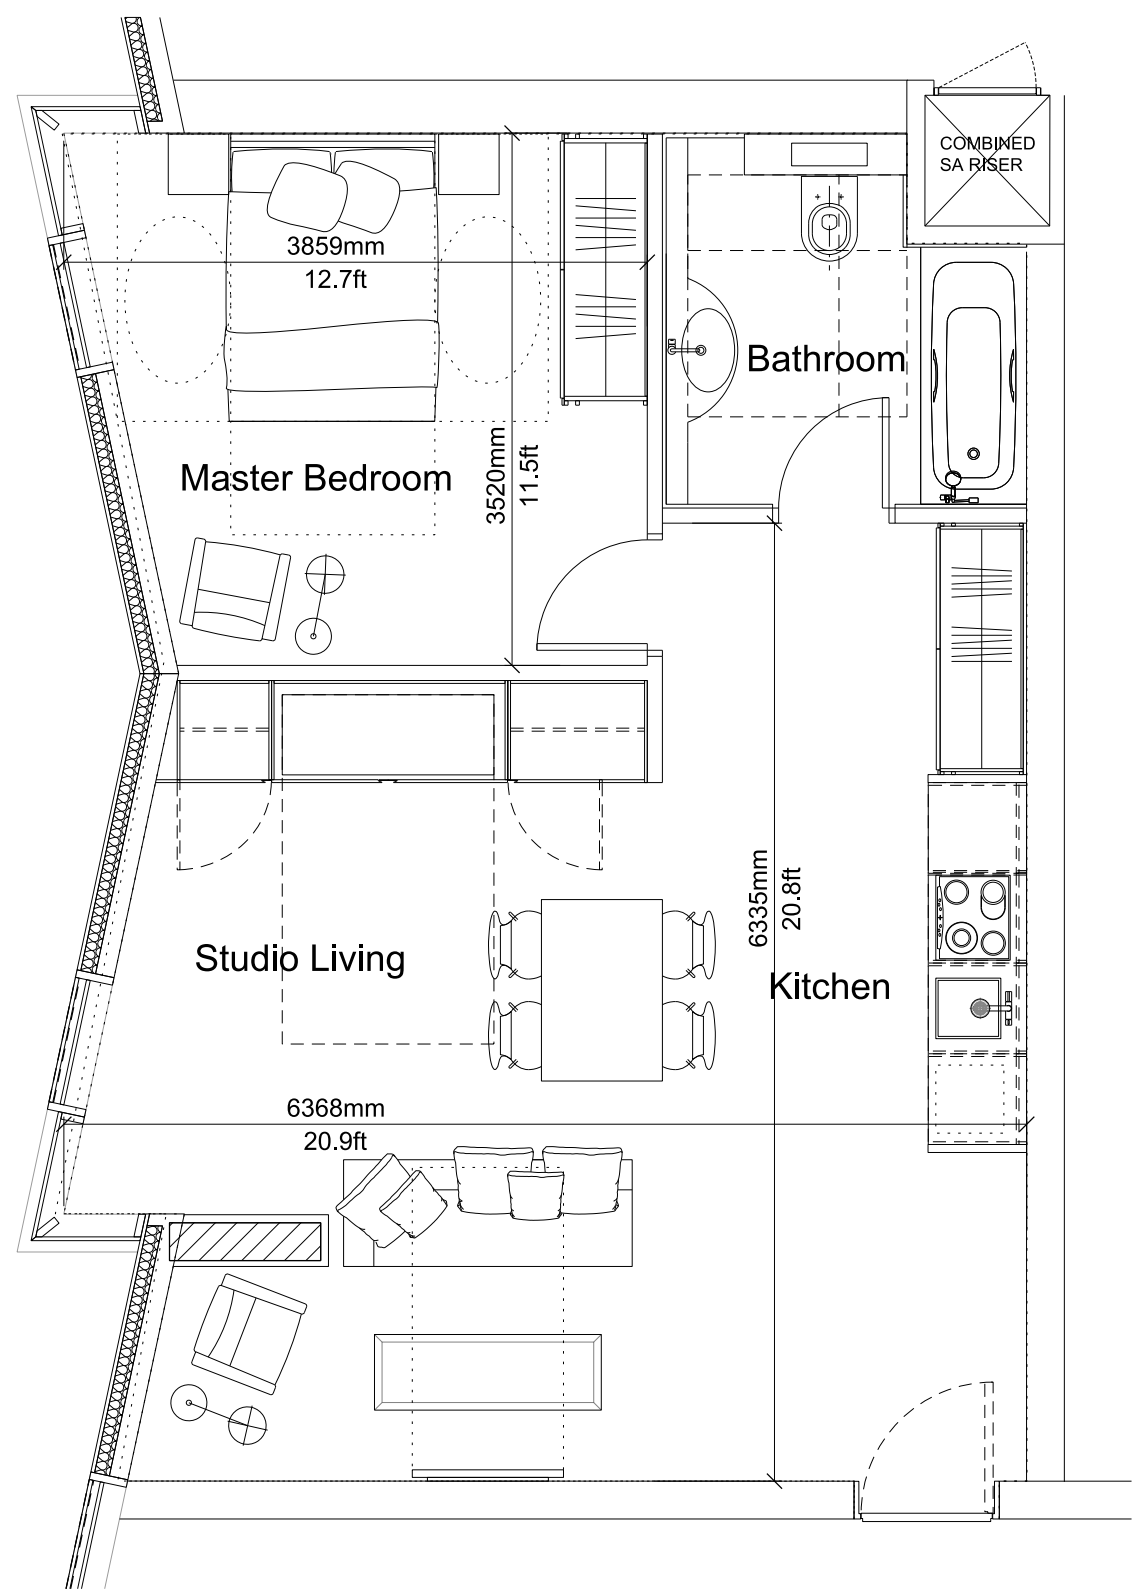 COMBINED
SA RISER
3859mm
12.7ft
Bathroom
Master Bedroom
3520mm
11.5ft
6335mm
20.8ft
Studio Living
Kitchen
6368mm
20.9ft